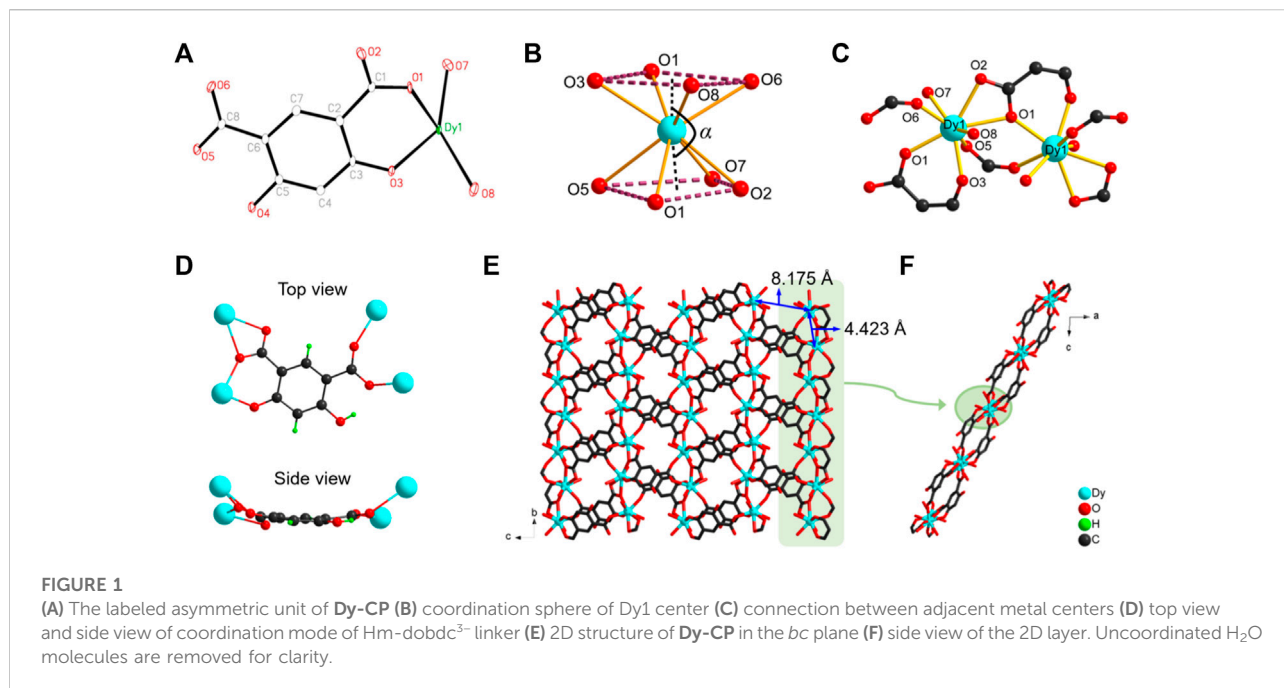 A
O2
O7
C1
O1
O6
C7
C2
C8
Dy1
O5
C6
C3
O3
C5
C4
O8
O4
B
O1
O3
O6
O8
α
O7
O5
O2
O1
C
O2
O7
O6
Dy1
O1
O8
O5
Dy1
O1
O3
D
Top view
Side view
E
8.175 Å
4.423 Å
b
c
F
a
c
Dy
O
H
C
FIGURE 1
(A) The labeled asymmetric unit of Dy-CP (B) coordination sphere of Dy1 center (C) connection between adjacent metal centers (D) top view
and side view of coordination mode of Hm-dobdc³⁻ linker (E) 2D structure of Dy-CP in the bc plane (F) side view of the 2D layer. Uncoordinated H₂O
molecules are removed for clarity.